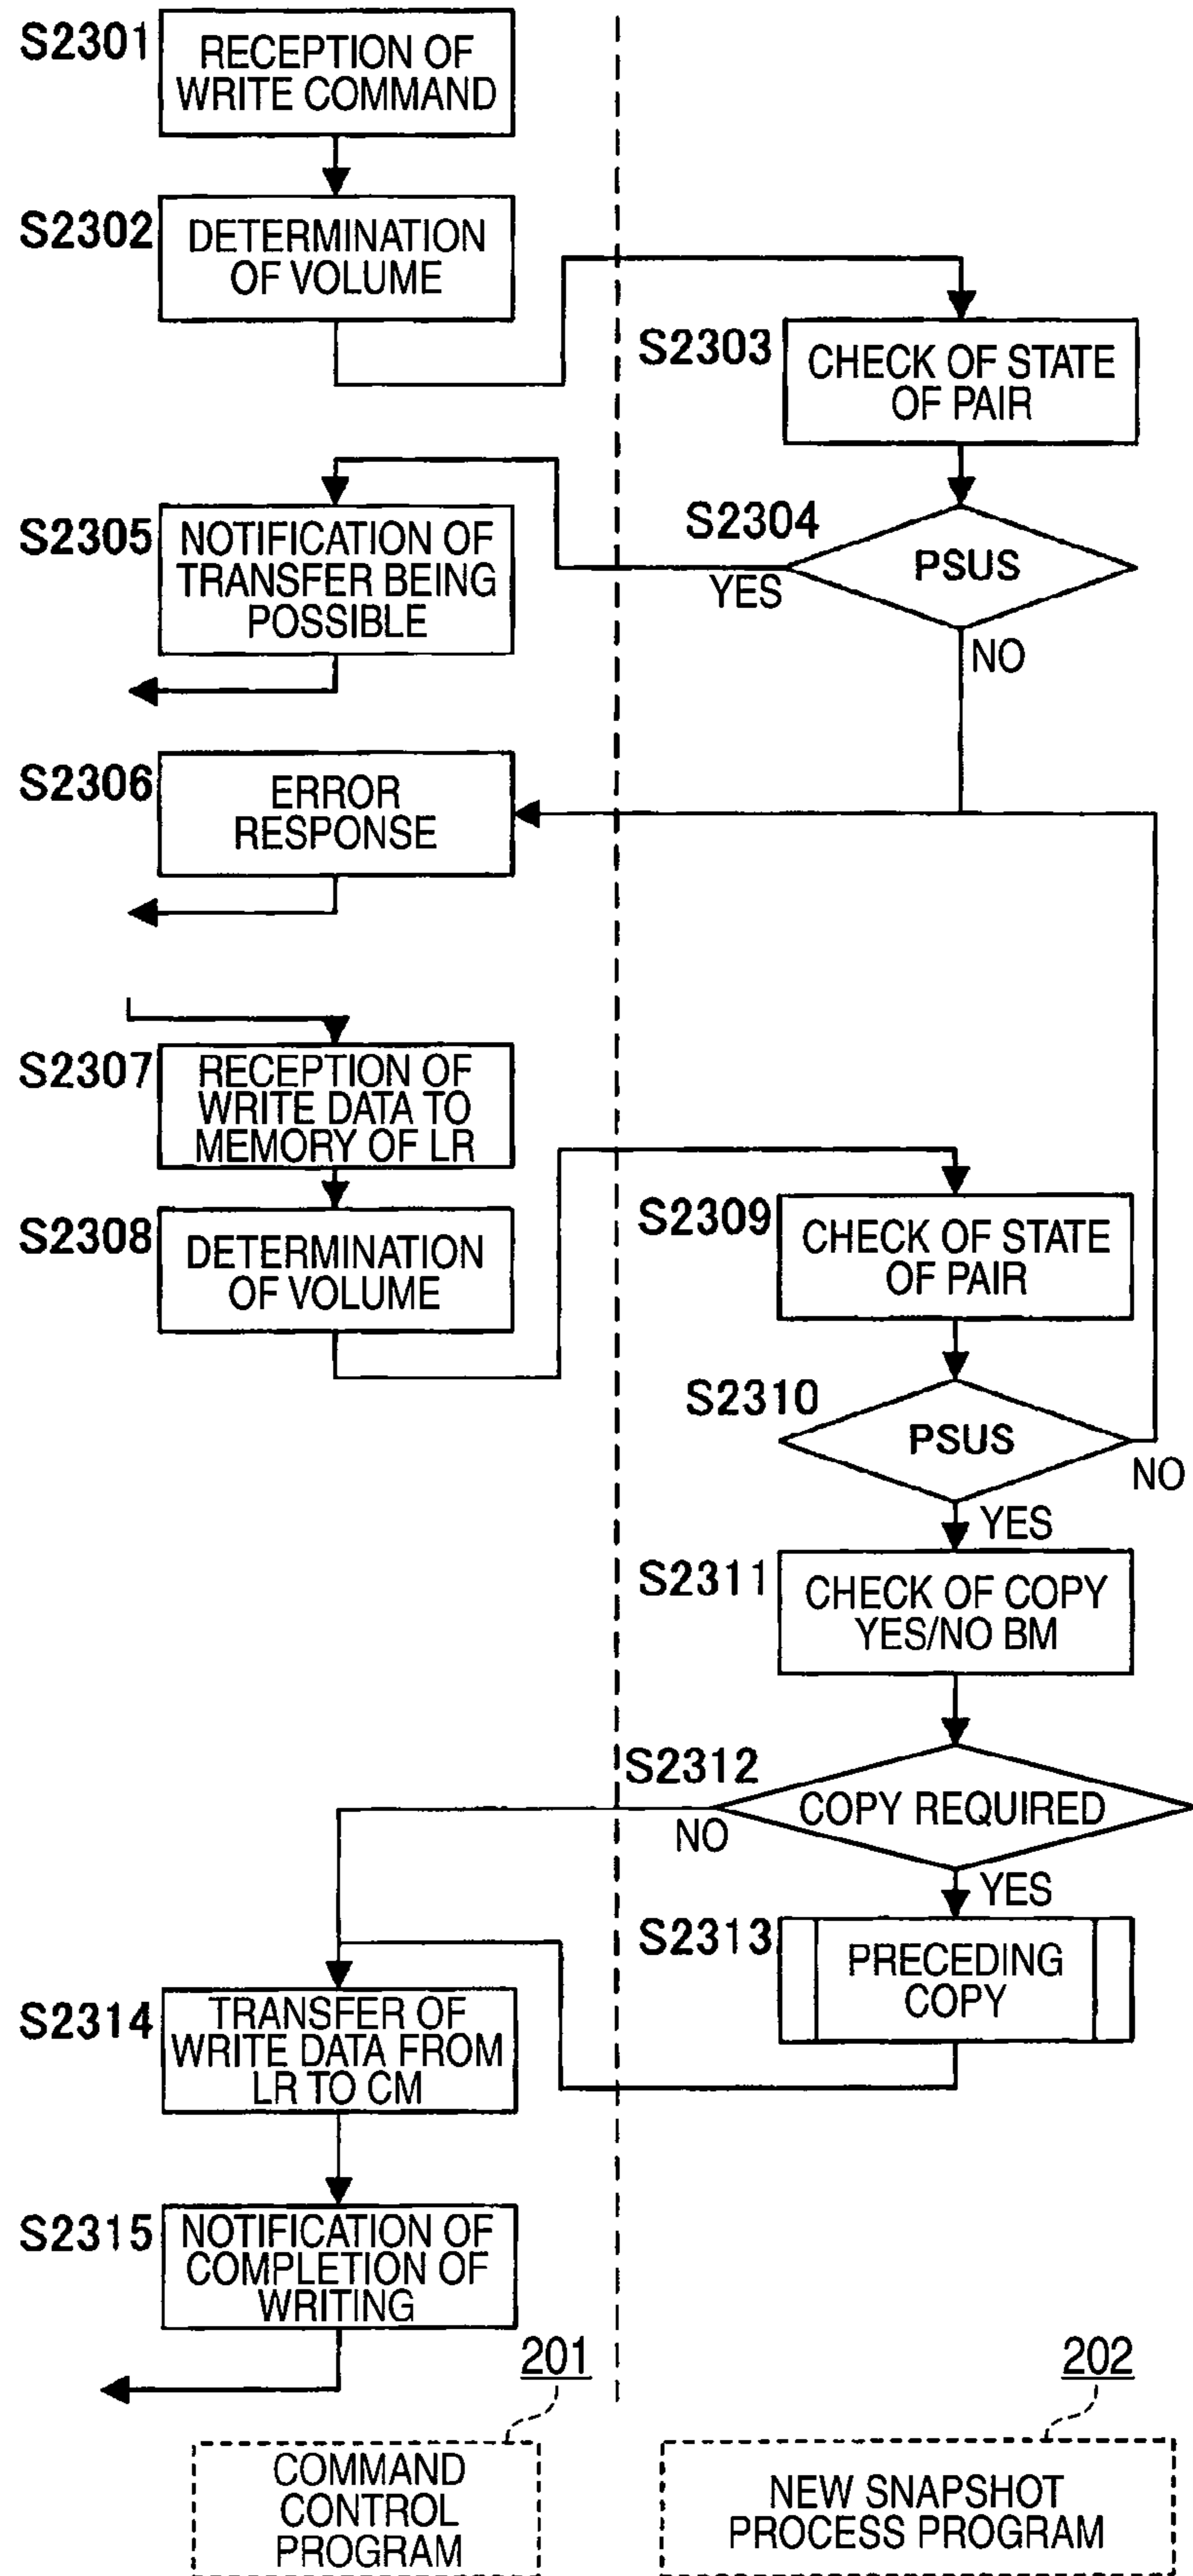 S2301
RECEPTION OF
WRITE COMMAND
S2302
DETERMINATION
OF VOLUME
S2303
CHECK OF STATE
OF PAIR
S2304
PSUS
YES
NO
S2305
NOTIFICATION OF
TRANSFER BEING
POSSIBLE
S2306
ERROR
RESPONSE
S2307
RECEPTION OF
WRITE DATA TO
MEMORY OF LR
S2308
DETERMINATION
OF VOLUME
S2309
CHECK OF STATE
OF PAIR
S2310
PSUS
NO
YES
S2311
CHECK OF COPY
YES/NO BM
S2312
COPY REQUIRED
NO
YES
S2313
PRECEDING
COPY
S2314
TRANSFER OF
WRITE DATA FROM
LR TO CM
S2315
NOTIFICATION OF
COMPLETION OF
WRITING
201
COMMAND
CONTROL
PROGRAM
202
NEW SNAPSHOT
PROCESS PROGRAM